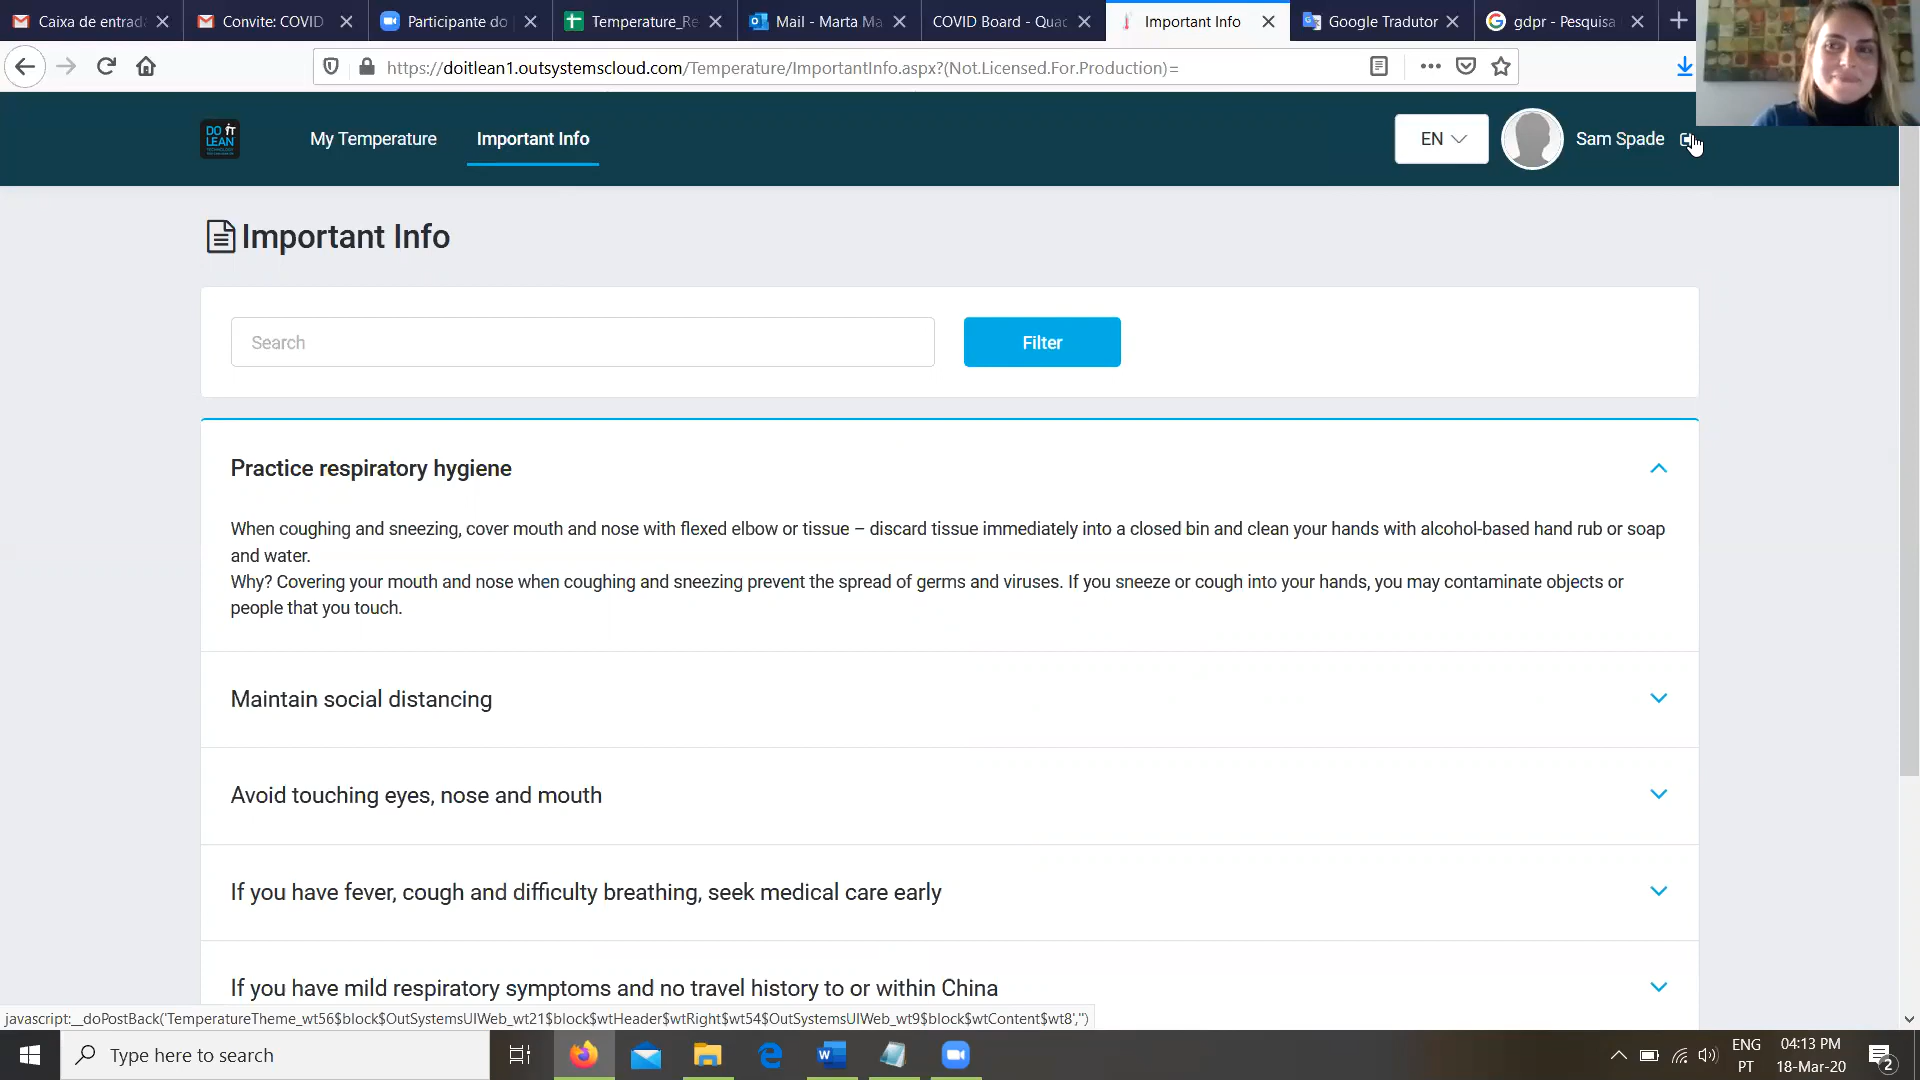 Caixa de entrad
Convite: COVID
Participante do
Temperature_Re
Mail - Marta Ma
COVID Board - Quad
Important Info
Google Tradutor
gdpr - Pesquisa
https://doitlean1.outsystemscloud.com/Temperature/ImportantInfo.aspx?(Not.Licensed.For.Production)=
DO IT
LEAN
My Temperature
Important Info
EN
Sam Spade
Important Info
Search
Filter
Practice respiratory hygiene
When coughing and sneezing, cover mouth and nose with flexed elbow or tissue – discard tissue immediately into a closed bin and clean your hands with alcohol-based hand rub or soap
and water.
Why? Covering your mouth and nose when coughing and sneezing prevent the spread of germs and viruses. If you sneeze or cough into your hands, you may contaminate objects or
people that you touch.
Maintain social distancing
Avoid touching eyes, nose and mouth
If you have fever, cough and difficulty breathing, seek medical care early
If you have mild respiratory symptoms and no travel history to or within China
javascript:__doPostBack('TemperatureTheme_wt56$block$OutSystemsUIWeb_wt21$block$wtHeader$wtRight$wt54$OutSystemsUIWeb_wt9$block$wtContent$wt8','')
Type here to search
ENG
PT
04:13 PM
18-Mar-20
2